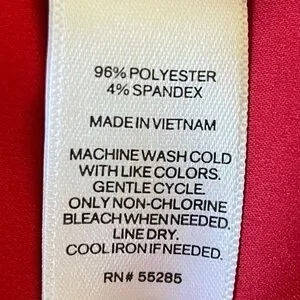 96% POLYESTER
4% SPANDEX
MADE IN VIETNAM
MACHINE WASH COLD
WITH LIKE COLORS.
GENTLE CYCLE.
ONLY NON-CHLORINE
BLEACH WHEN NEEDED.
LINE DRY.
COOL IRON IF NEEDED.
RN# 55285